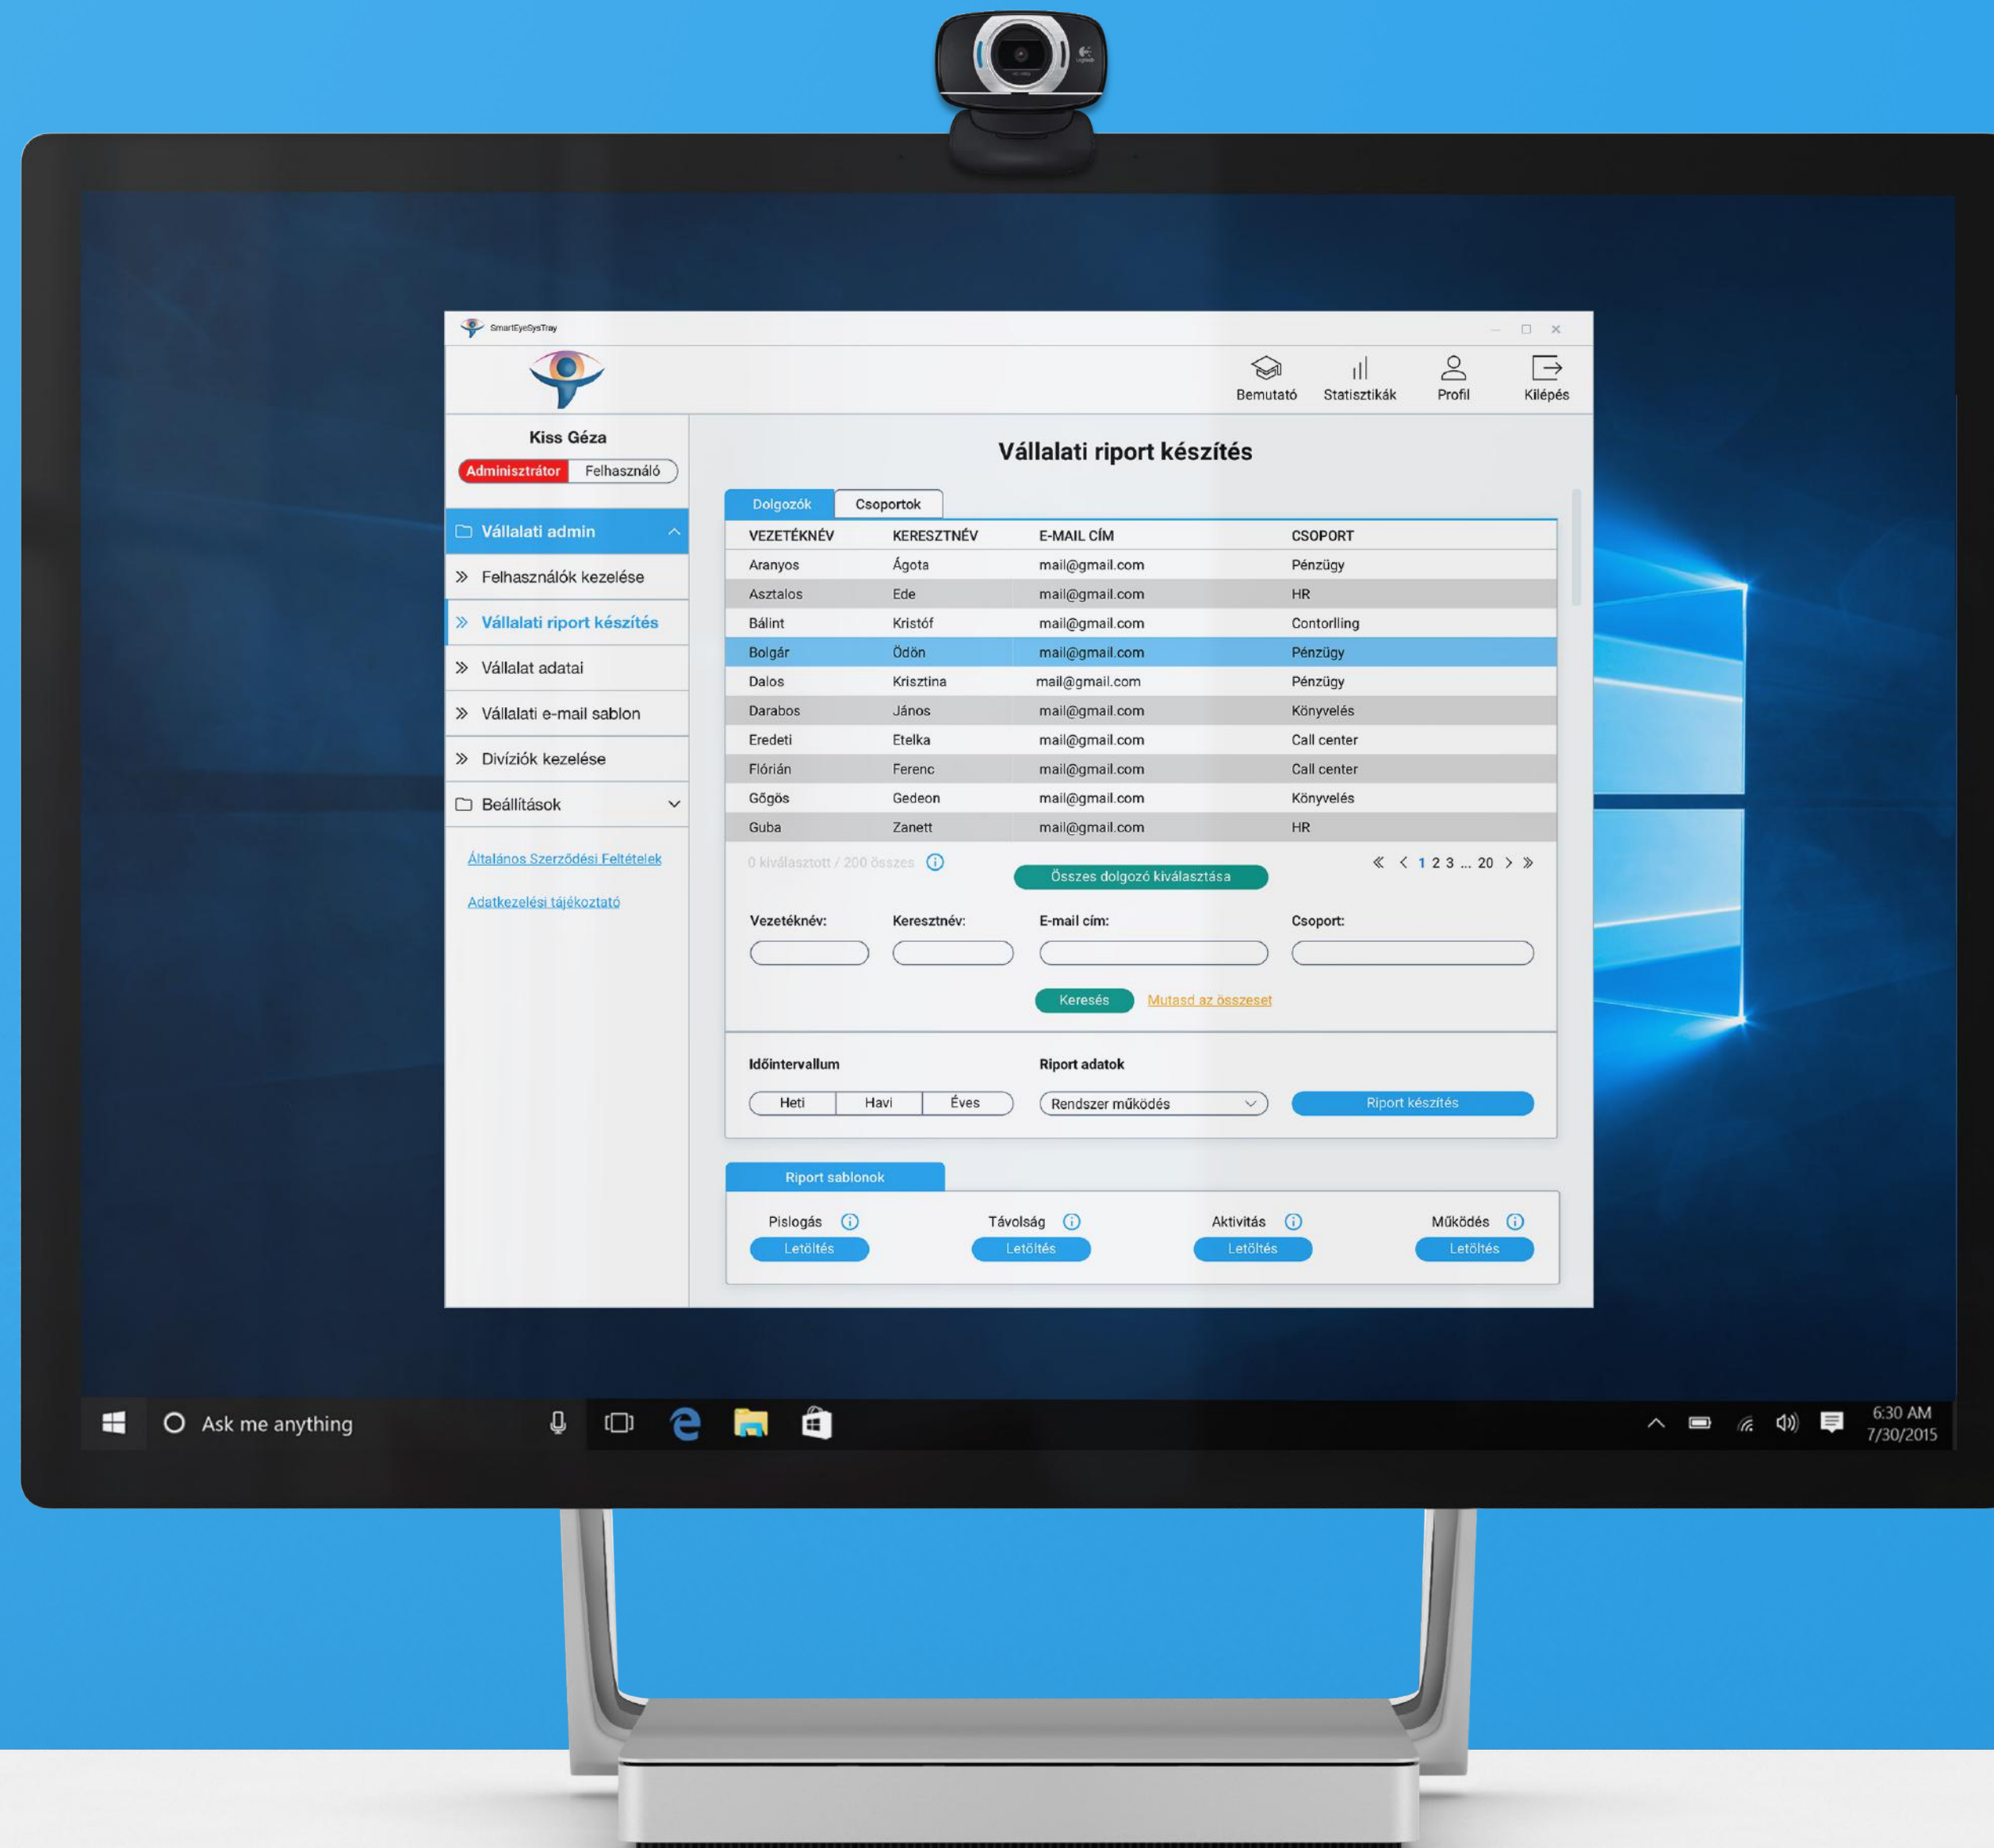 Logitech
SmartEyeSysTray
Bemutató Statisztikák Profil Kilépés
Kiss Géza
Adminisztrátor Felhasználó
Vállalati admin
Felhasználók kezelése
Vállalati riport készítés
Vállalat adatai
Vállalati e-mail sablon
Divíziók kezelése
Beállítások
Általános Szerződési Feltételek
Adatkezelési tájékoztató
Vállalati riport készítés
Dolgozók Csoportok
VEZETÉKNÉV KERESZTNÉV E-MAIL CÍM CSOPORT
Aranyos Ágota mail@gmail.com Pénzügy
Asztalos Ede mail@gmail.com HR
Bálint Kristóf mail@gmail.com Contorlling
Bolgár Ödön mail@gmail.com Pénzügy
Dalos Krisztina mail@gmail.com Pénzügy
Darabos János mail@gmail.com Könyvelés
Eredeti Etelka mail@gmail.com Call center
Flórián Ferenc mail@gmail.com Call center
Gőgös Gedeon mail@gmail.com Könyvelés
Guba Zanett mail@gmail.com HR
0 kiválasztott / 200 összes
Összes dolgozó kiválasztása
« < 1 2 3 ... 20 > »
Vezetéknév: Keresztnév: E-mail cím: Csoport:
Keresés Mutasd az összeset
Időintervallum Riport adatok
Heti Havi Éves Rendszer működés Riport készítés
Riport sablonok
Pislogás Távolság Aktivitás Működés
Letöltés Letöltés Letöltés Letöltés
Ask me anything
6:30 AM
7/30/2015